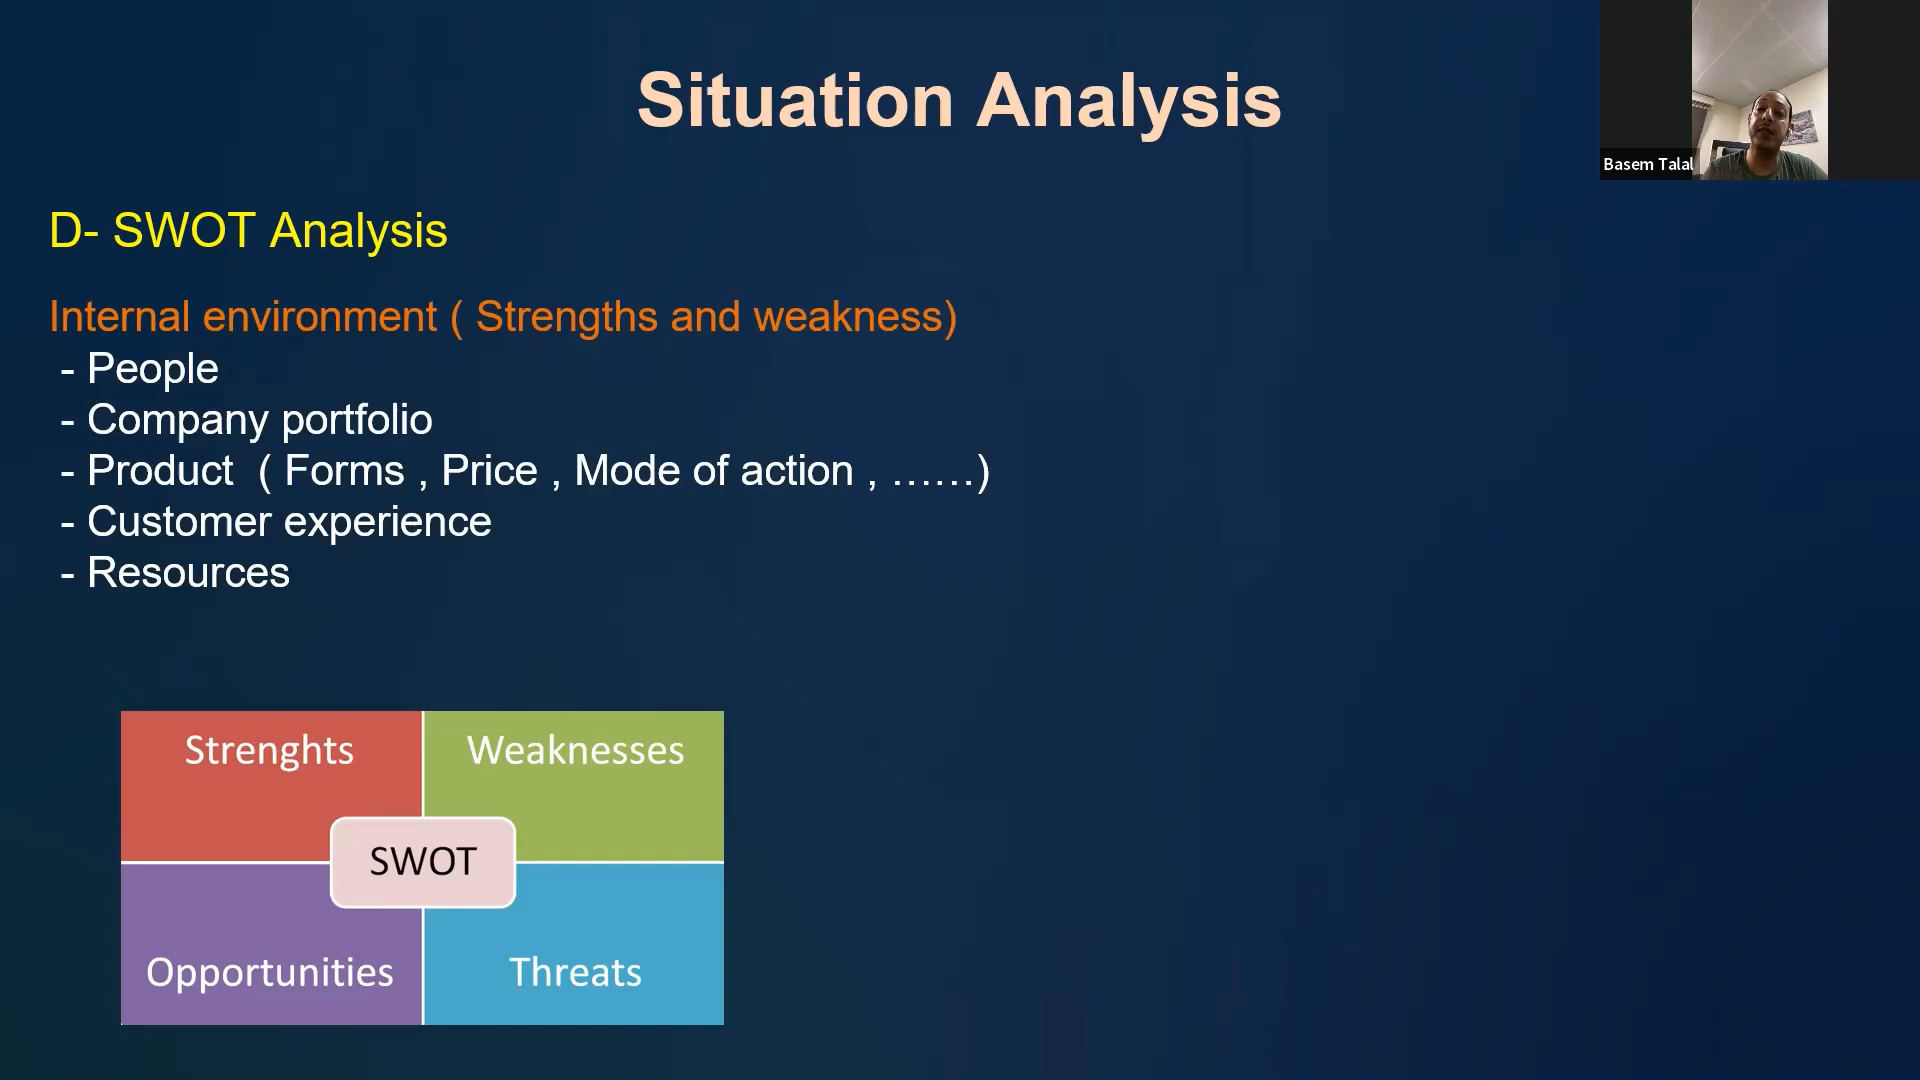 Situation Analysis
Basem Talal
D- SWOT Analysis
Internal environment ( Strengths and weakness)
- People
- Company portfolio
- Product  ( Forms , Price , Mode of action , ……)
- Customer experience
- Resources
Strenghts
Weaknesses
SWOT
Opportunities
Threats